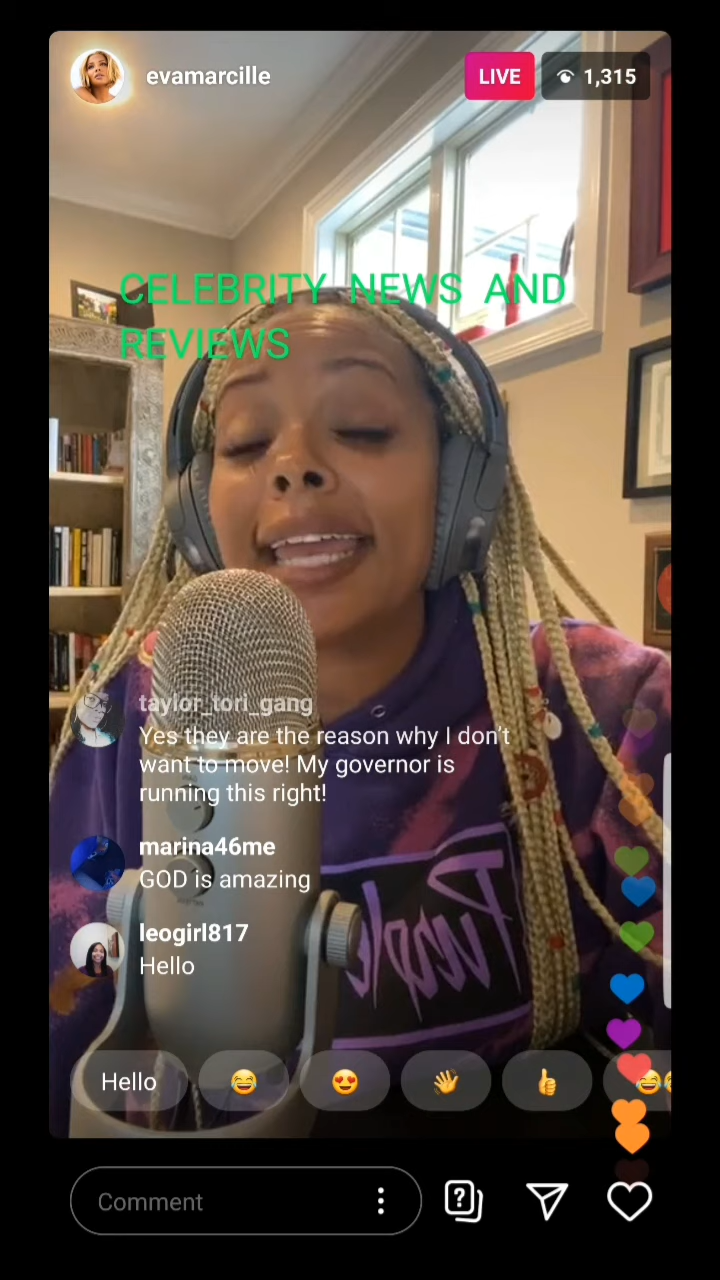 evamarcille
LIVE
1,315
CELEBRITY NEWS AND
REVIEWS
taylor_tori_gang
Yes they are the reason why I don't
want to move! My governor is
running this right!
marina46me
GOD is amazing
leogirl817
Hello
Purple
Hello
Comment